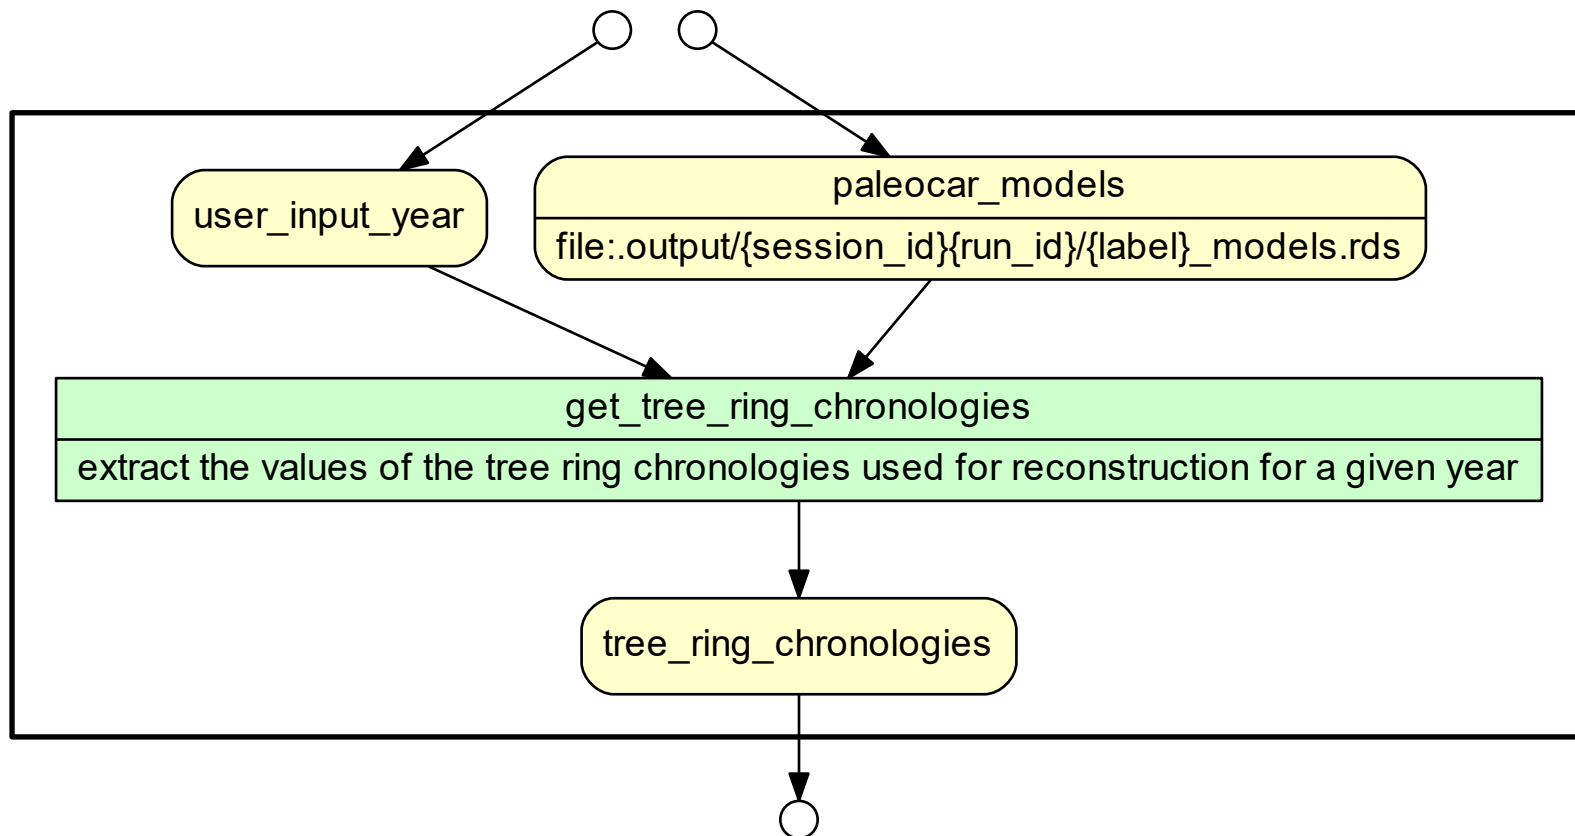 user_input_year
paleocar_models
file:.output/{session_id}{run_id}/{label}_models.rds
get_tree_ring_chronologies
extract the values of the tree ring chronologies used for reconstruction for a given year
tree_ring_chronologies